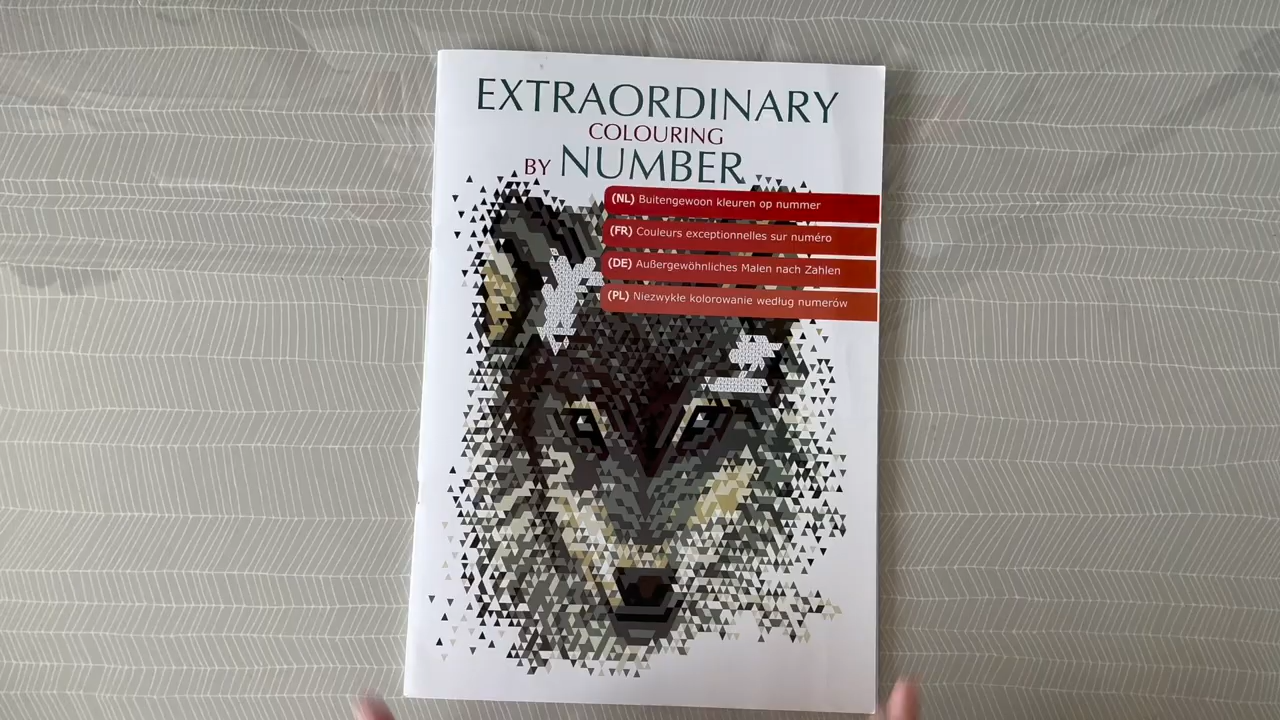 EXTRAORDINARY
COLOURING
BY NUMBER
(NL) Buitengewoon kleuren op nummer
(FR) Couleurs exceptionnelles sur numéro
(DE) Außergewöhnliches Malen nach Zahlen
(PL) Niezwykłe kolorowanie według numerów